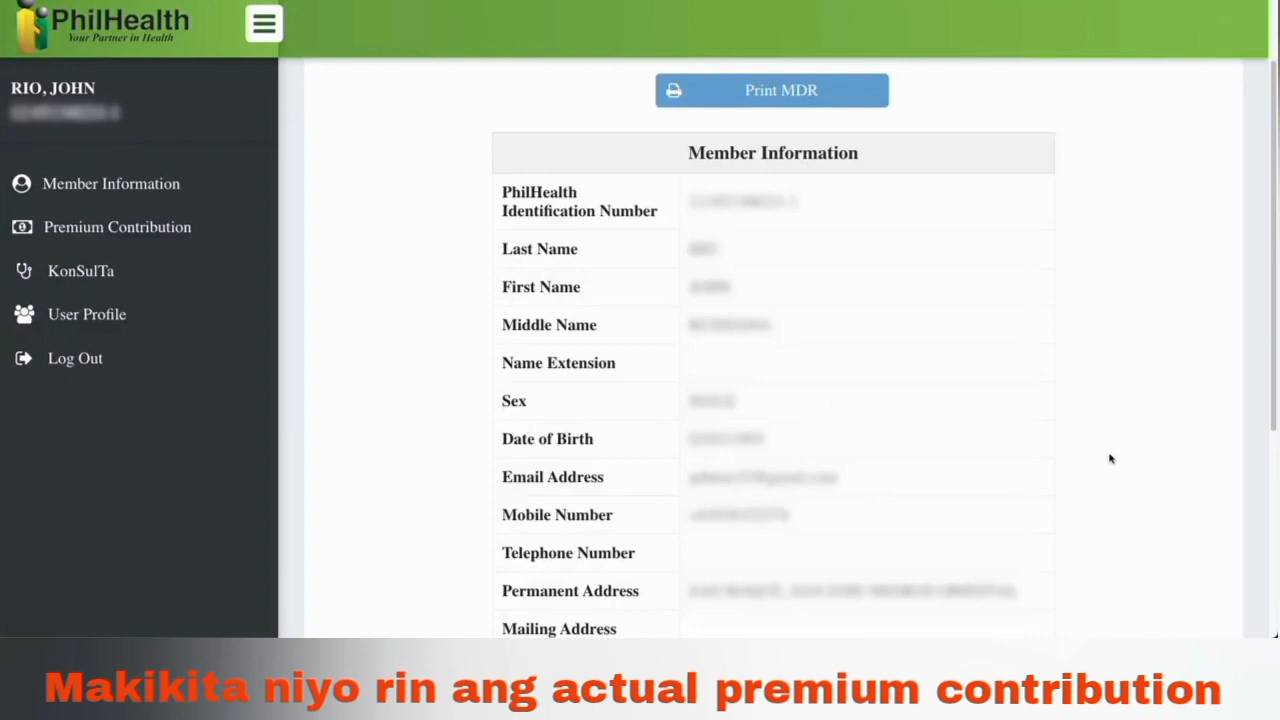 PhilHealth
Your Partner in Health
RIO, JOHN
Member Information
Premium Contribution
KonSulTa
User Profile
Log Out
Print MDR
Member Information
PhilHealth
Identification Number
Last Name
First Name
Middle Name
Name Extension
Sex
Date of Birth
Email Address
Mobile Number
Telephone Number
Permanent Address
Mailing Address
Makikita niyo rin ang actual premium contribution